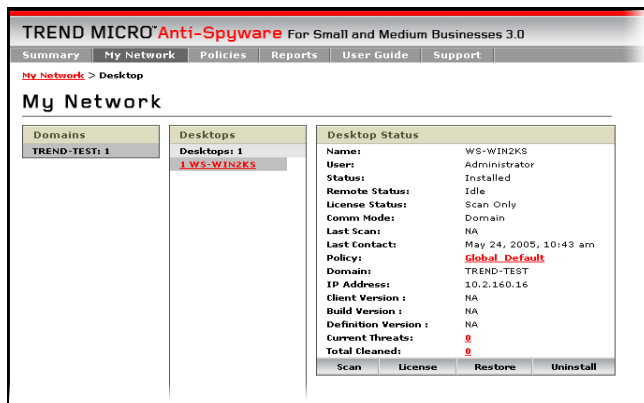 TREND MICRO™Anti-Spyware For Small and Medium Businesses 3.0
Summary My Network Policies Reports User Guide Support
My Network > Desktop
My Network
Domains
TREND-TEST: 1
Desktops
Desktops: 1
1 WS-WIN2KS
Desktop Status
Name: WS-WIN2KS
User: Administrator
Status: Installed
Remote Status: Idle
License Status: Scan Only
Comm Mode: Domain
Last Scan: NA
Last Contact: May 24, 2005, 10:43 am
Policy: Global Default
Domain: TREND-TEST
IP Address: 10.2.160.16
Client Version : NA
Build Version : NA
Definition Version : NA
Current Threats: 0
Total Cleaned: 0
Scan License Restore Uninstall